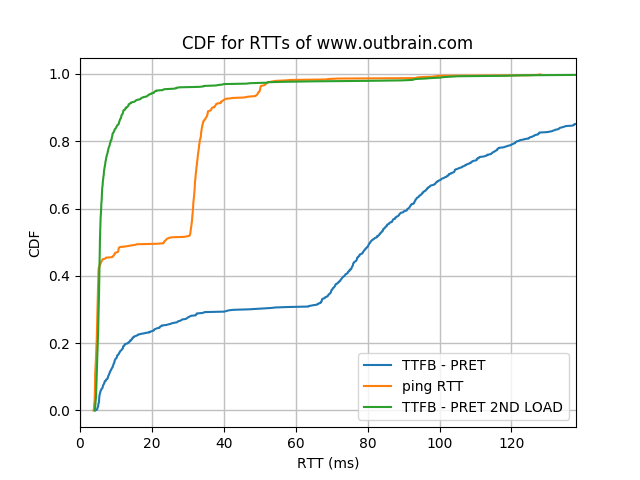 CDF for RTTs of www.outbrain.com
1.0
0.8
0.6
0.4
0.2
0.0
CDF
TTFB - PRET
ping RTT
TTFB - PRET 2ND LOAD
0 20 40 60 80 100 120
RTT (ms)